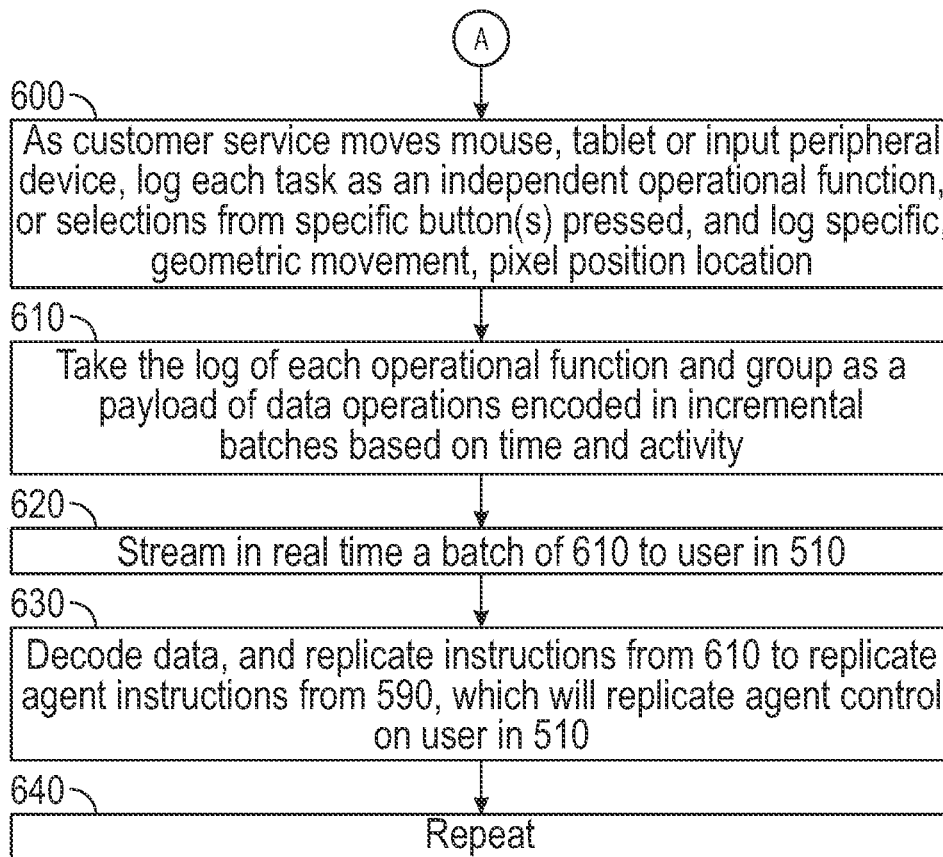 A
600
As customer service moves mouse, tablet or input peripheral
device, log each task as an independent operational function,
or selections from specific button(s) pressed, and log specific,
geometric movement, pixel position location
610
Take the log of each operational function and group as a
payload of data operations encoded in incremental
batches based on time and activity
620
Stream in real time a batch of 610 to user in 510
630
Decode data, and replicate instructions from 610 to replicate
agent instructions from 590, which will replicate agent control
on user in 510
640
Repeat